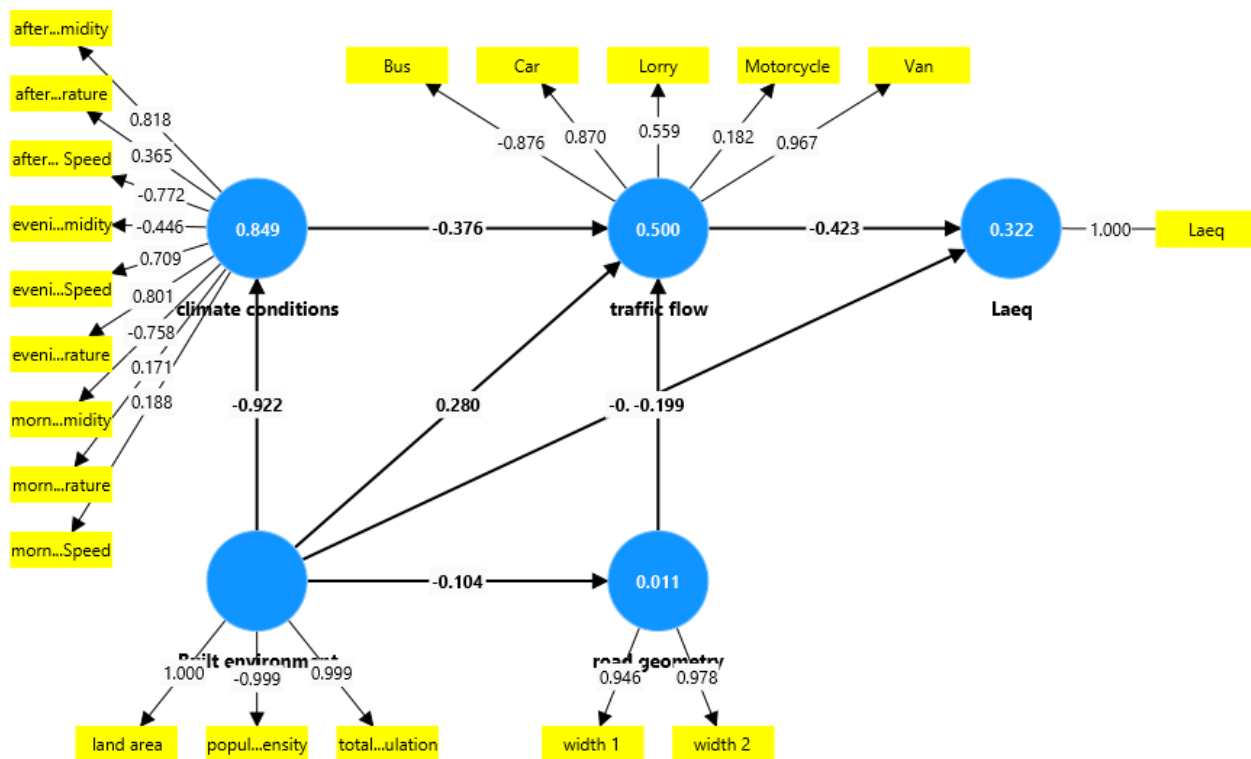 after...midity
after...rature
after... Speed
eveni...midity
eveni...Speed
eveni...rature
morn...midity
morn...rature
morn...Speed
0.818
0.365
-0.772
-0.446
0.709
0.801
-0.758
0.171
0.188
Bus
Car
Lorry
Motorcycle
Van
-0.876
0.870
0.559
0.182
0.967
0.849
-0.376
0.500
-0.423
0.322
1.000
Laeq
climate conditions
traffic flow
Laeq
-0.922
0.280
-0.
-0.199
-0.104
0.011
Built environment
road geometry
1.000
-0.999
0.999
0.946
0.978
land area
popul...ensity
total...ulation
width 1
width 2